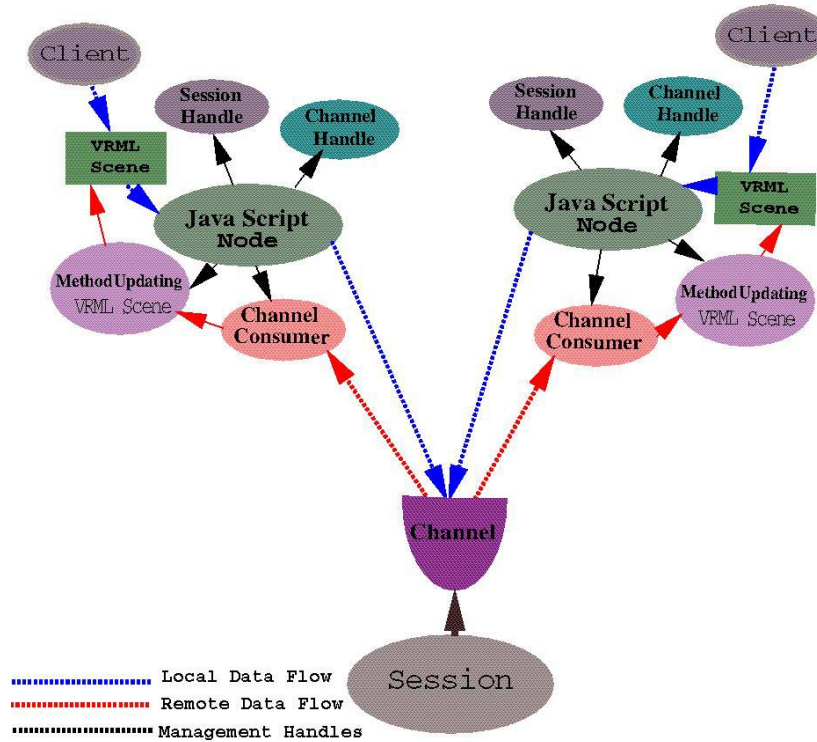 Client
Client
Session
Handle
Channel
Handle
Session
Handle
Channel
Handle
VRML
Scene
VRML
Scene
Java Script
Node
Java Script
Node
MethodUpdating
VRML Scene
Channel
Consumer
Channel
Consumer
MethodUpdating
VRML Scene
Channel
Session
Local Data Flow
Remote Data Flow
Management Handles